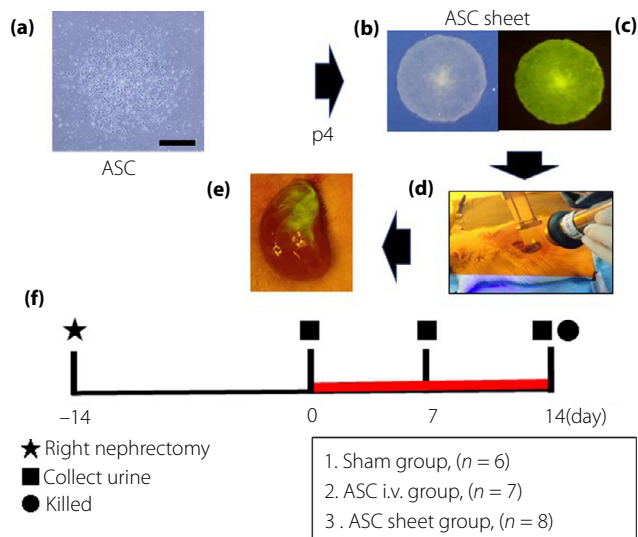 (a)
ASC
p4
ASC sheet
(b)
(c)
(d)
(e)
(f)
–14
0
7
14(day)
Right nephrectomy
Collect urine
Killed
1. Sham group, (n = 6)
2. ASC i.v. group, (n = 7)
3 . ASC sheet group, (n = 8)